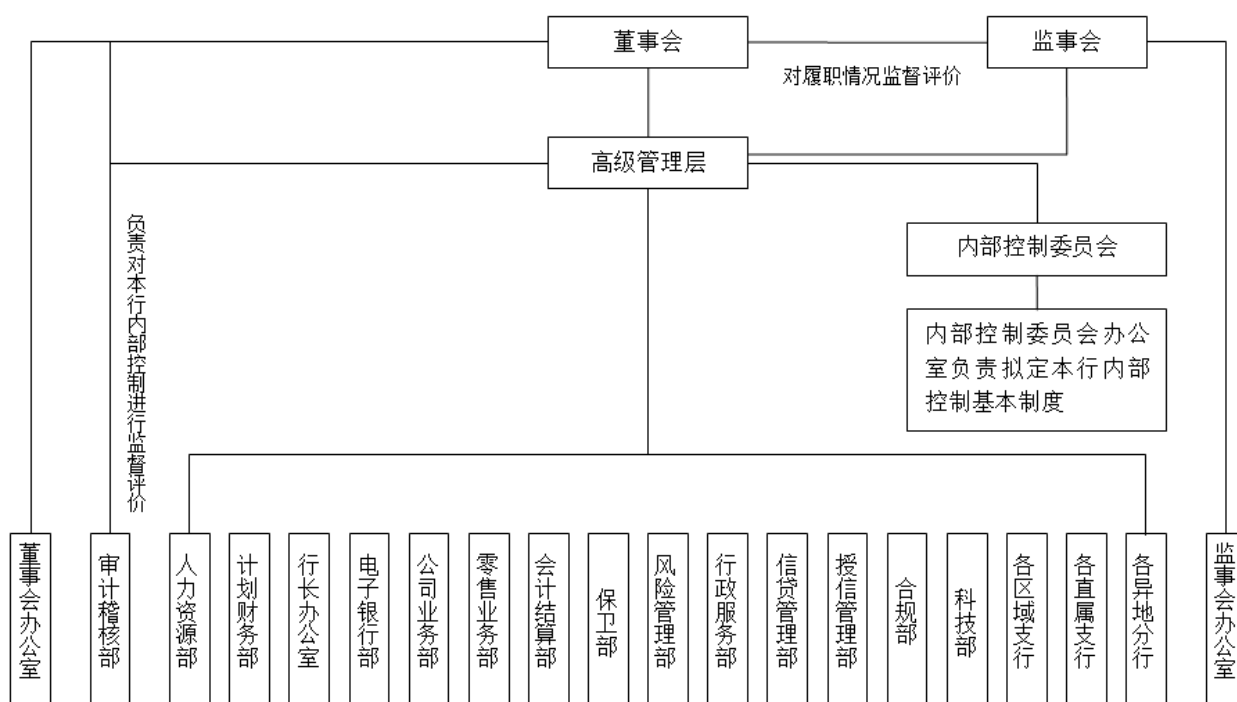 董事会
监事会
对履职情况监督评价
高级管理层
负责对本行内部控制进行监督评价
内部控制委员会
内部控制委员会办公
室负责拟定本行内部
控制基本制度
董事会办公室
审计稽核部
人力资源部
计划财务部
行长办公室
电子银行部
公司业务部
零售业务部
会计结算部
保卫部
风险管理部
行政服务部
信贷管理部
授信管理部
合规部
科技部
各区域支行
各直属支行
各异地分行
监事会办公室